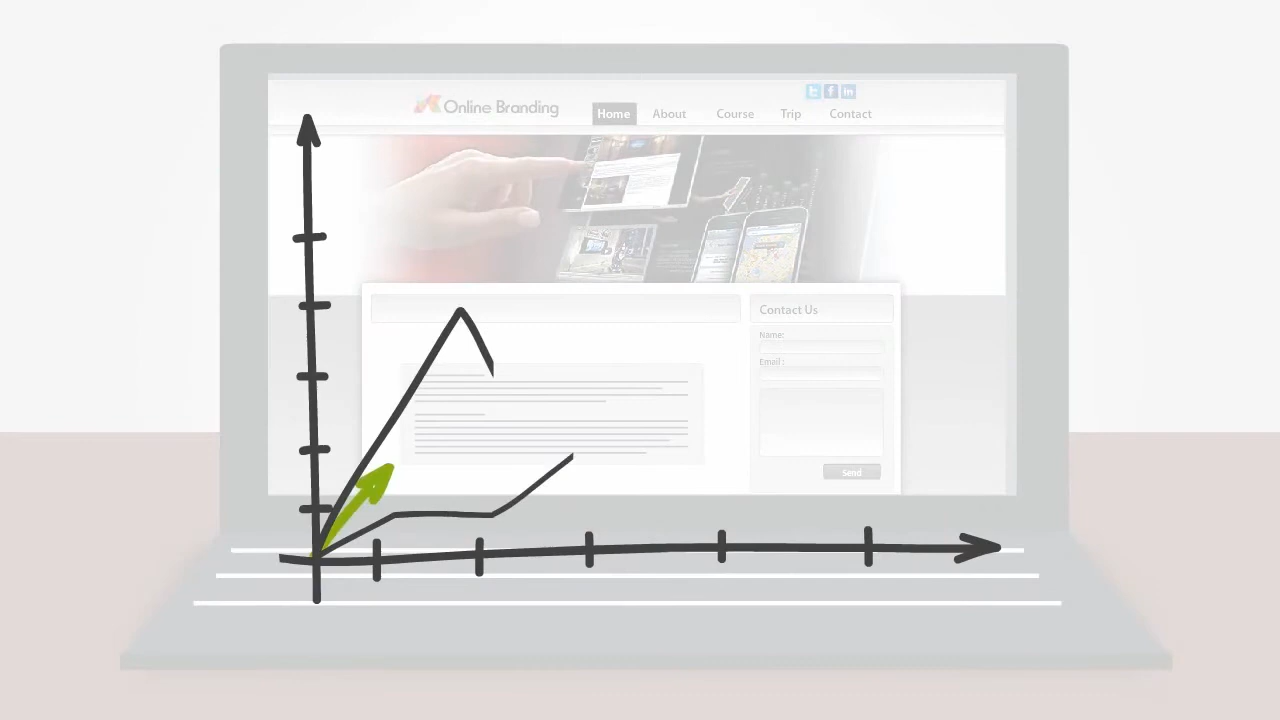 Online Branding
Home About Course Trip Contact
Contact Us
Name:
Email :
Send